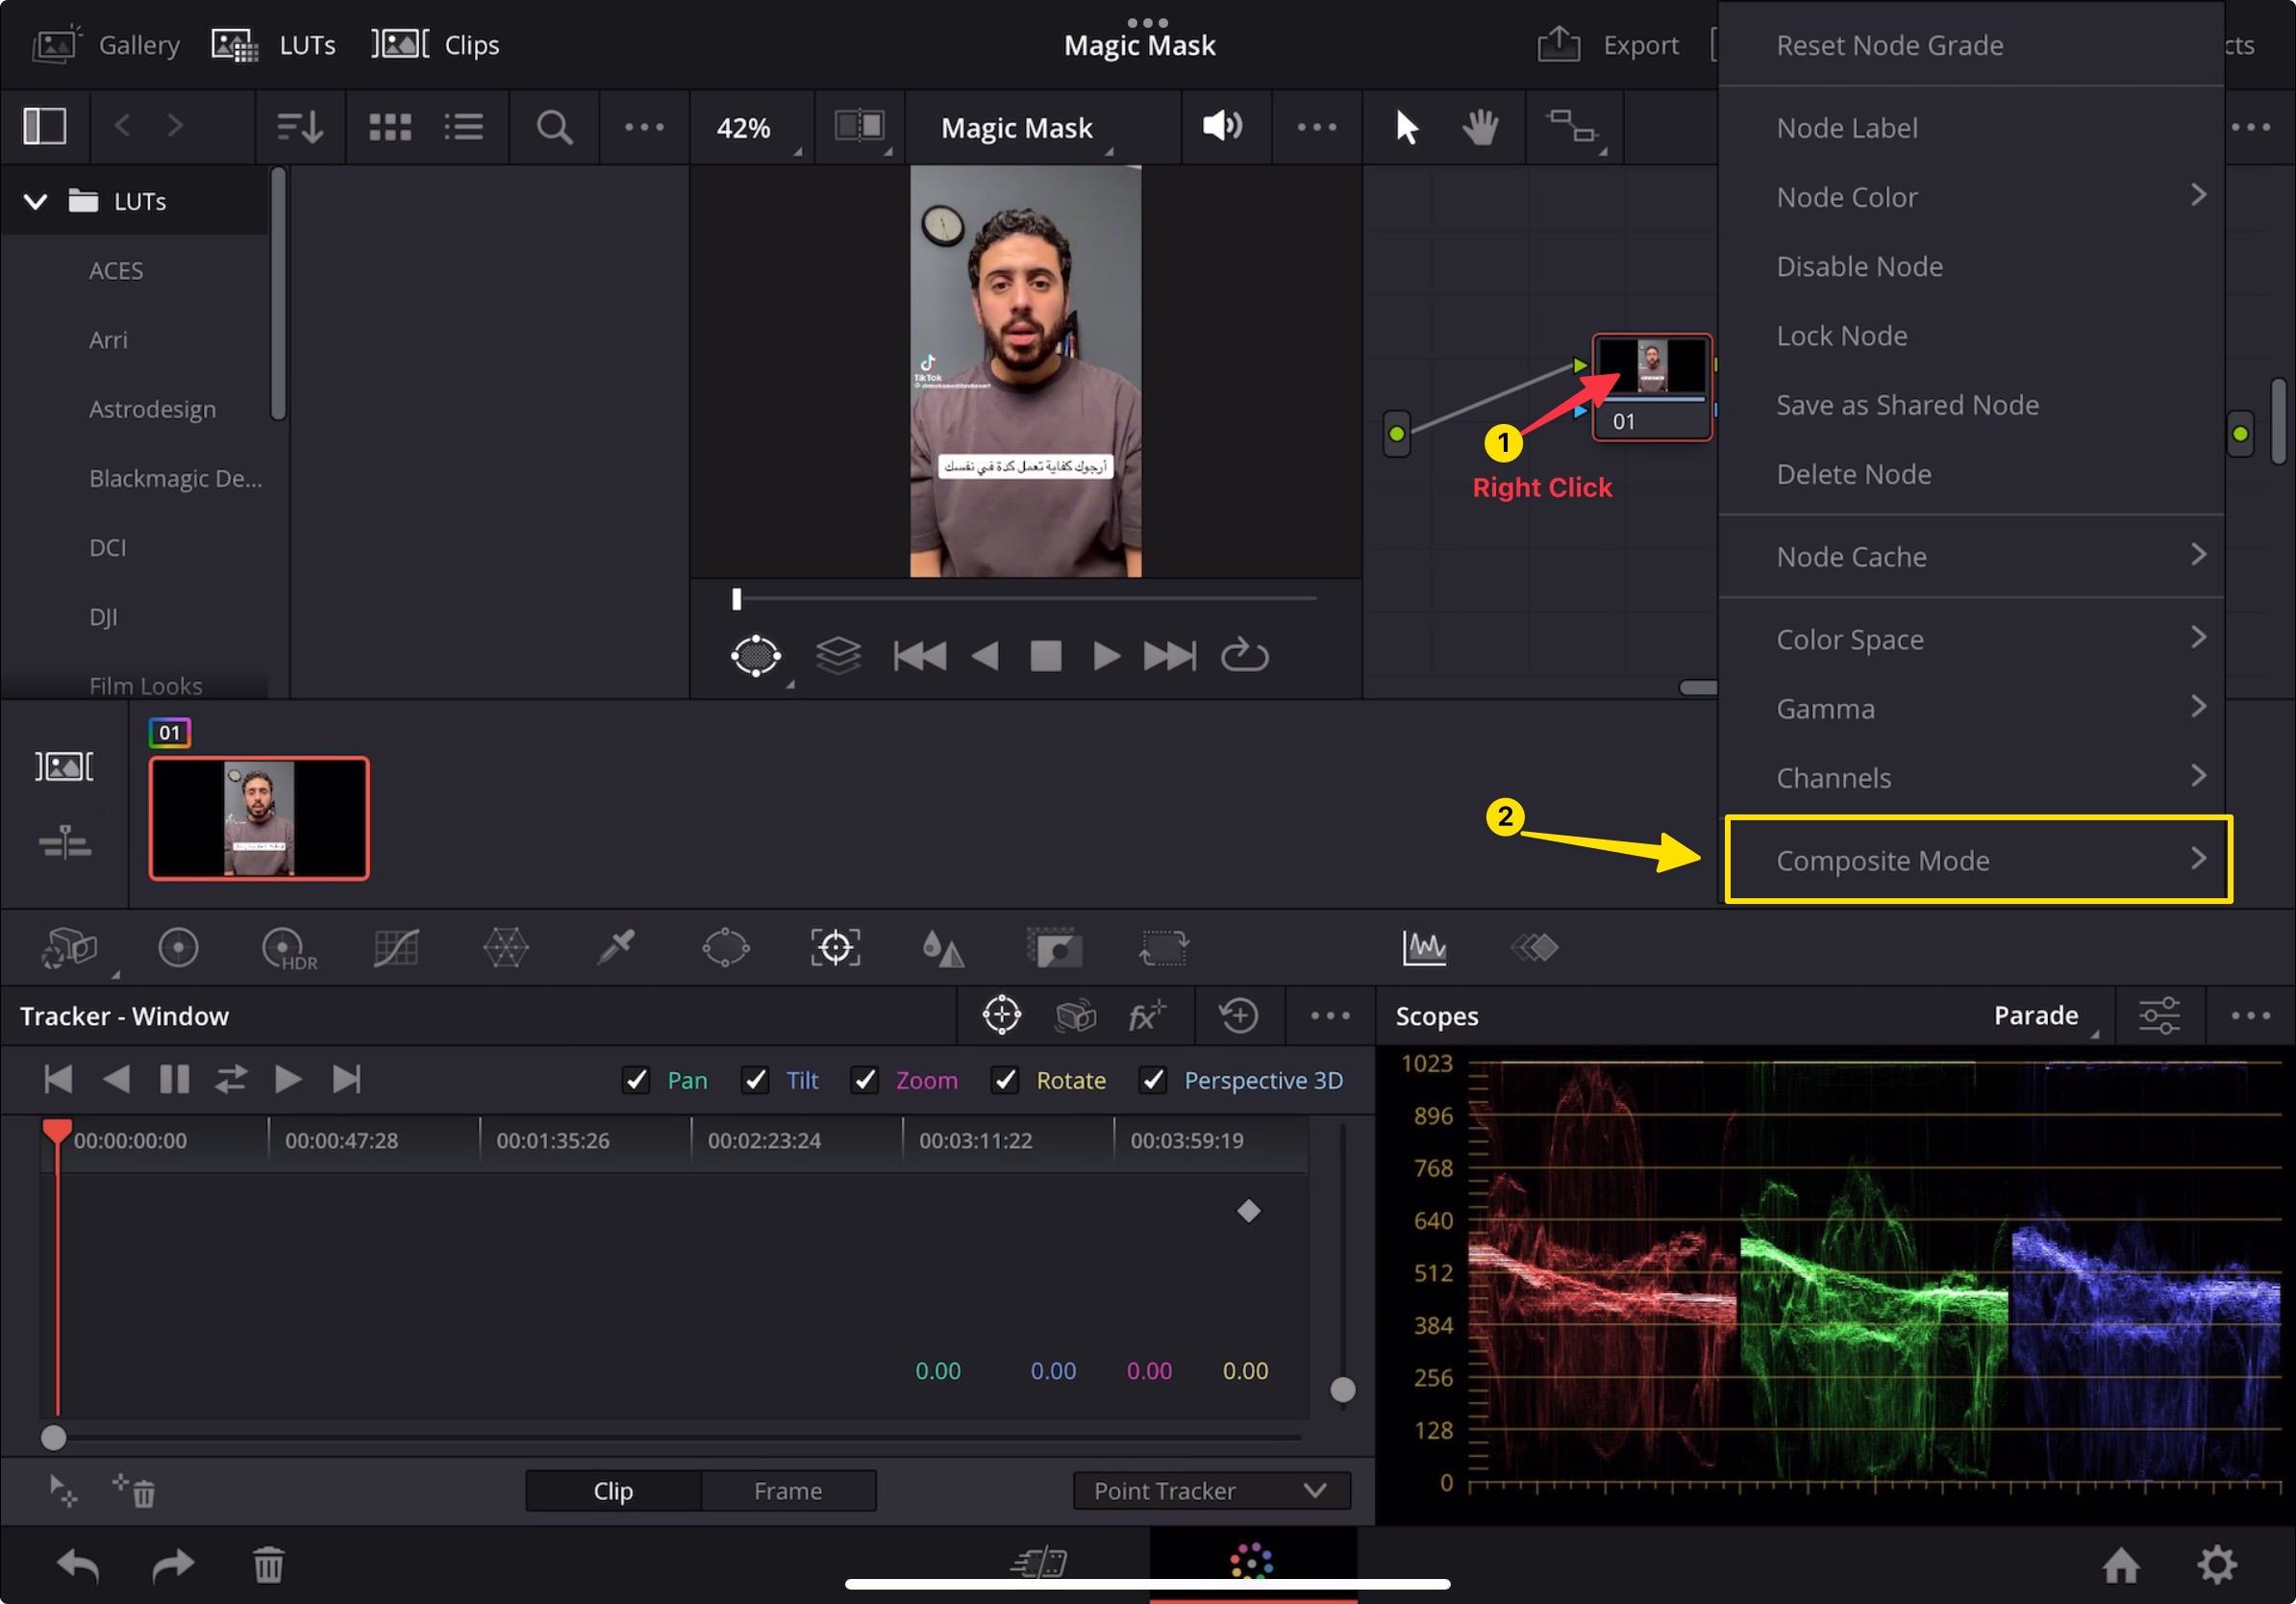 Gallery
LUTs
Clips
Magic Mask
Export
Reset Node Grade
42%
Magic Mask
Node Label
LUTs
Node Color
ACES
Disable Node
Arri
Lock Node
TikTok
Astrodesign
Save as Shared Node
01
1
Right Click
أرجوك كفاية تعمل كدة في نفسك
Blackmagic De...
Delete Node
DCI
Node Cache
DJI
Color Space
Film Looks
Gamma
01
Channels
2
Composite Mode
HDR
Tracker - Window
fx
Scopes
Parade
Pan
Tilt
Zoom
Rotate
Perspective 3D
00:00:00:00
00:00:47:28
00:01:35:26
00:02:23:24
00:03:11:22
00:03:59:19
1023
896
768
640
512
384
256
128
0
0.00
0.00
0.00
0.00
Clip
Frame
Point Tracker